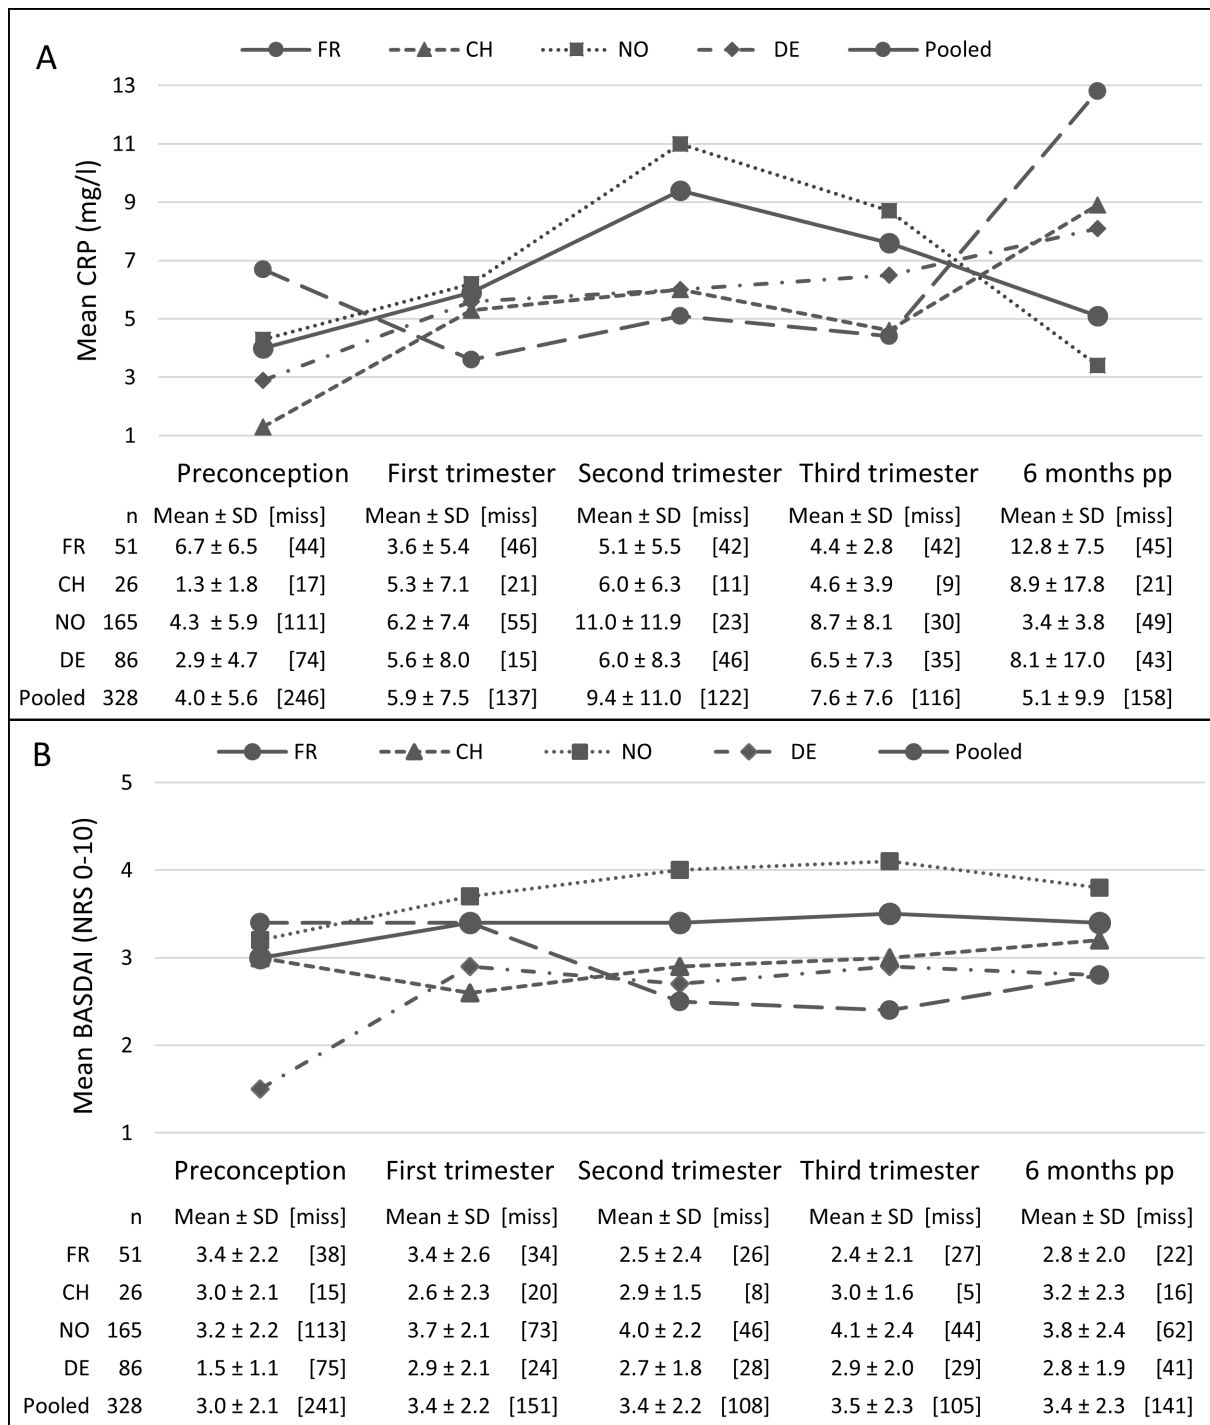 A
FR CH NO DE Pooled
13
11
9
7
5
3
1
Mean CRP (mg/l)
Preconception First trimester Second trimester Third trimester 6 months pp
n Mean ± SD [miss] Mean ± SD [miss] Mean ± SD [miss] Mean ± SD [miss] Mean ± SD [miss]
FR 51 6.7 ± 6.5 [44] 3.6 ± 5.4 [46] 5.1 ± 5.5 [42] 4.4 ± 2.8 [42] 12.8 ± 7.5 [45]
CH 26 1.3 ± 1.8 [17] 5.3 ± 7.1 [21] 6.0 ± 6.3 [11] 4.6 ± 3.9 [9] 8.9 ± 17.8 [21]
NO 165 4.3 ± 5.9 [111] 6.2 ± 7.4 [55] 11.0 ± 11.9 [23] 8.7 ± 8.1 [30] 3.4 ± 3.8 [49]
DE 86 2.9 ± 4.7 [74] 5.6 ± 8.0 [15] 6.0 ± 8.3 [46] 6.5 ± 7.3 [35] 8.1 ± 17.0 [43]
Pooled 328 4.0 ± 5.6 [246] 5.9 ± 7.5 [137] 9.4 ± 11.0 [122] 7.6 ± 7.6 [116] 5.1 ± 9.9 [158]
B
FR CH NO DE Pooled
5
4
3
2
1
Mean BASDAI (NRS 0-10)
Preconception First trimester Second trimester Third trimester 6 months pp
n Mean ± SD [miss] Mean ± SD [miss] Mean ± SD [miss] Mean ± SD [miss] Mean ± SD [miss]
FR 51 3.4 ± 2.2 [38] 3.4 ± 2.6 [34] 2.5 ± 2.4 [26] 2.4 ± 2.1 [27] 2.8 ± 2.0 [22]
CH 26 3.0 ± 2.1 [15] 2.6 ± 2.3 [20] 2.9 ± 1.5 [8] 3.0 ± 1.6 [5] 3.2 ± 2.3 [16]
NO 165 3.2 ± 2.2 [113] 3.7 ± 2.1 [73] 4.0 ± 2.2 [46] 4.1 ± 2.4 [44] 3.8 ± 2.4 [62]
DE 86 1.5 ± 1.1 [75] 2.9 ± 2.1 [24] 2.7 ± 1.8 [28] 2.9 ± 2.0 [29] 2.8 ± 1.9 [41]
Pooled 328 3.0 ± 2.1 [241] 3.4 ± 2.2 [151] 3.4 ± 2.2 [108] 3.5 ± 2.3 [105] 3.4 ± 2.3 [141]